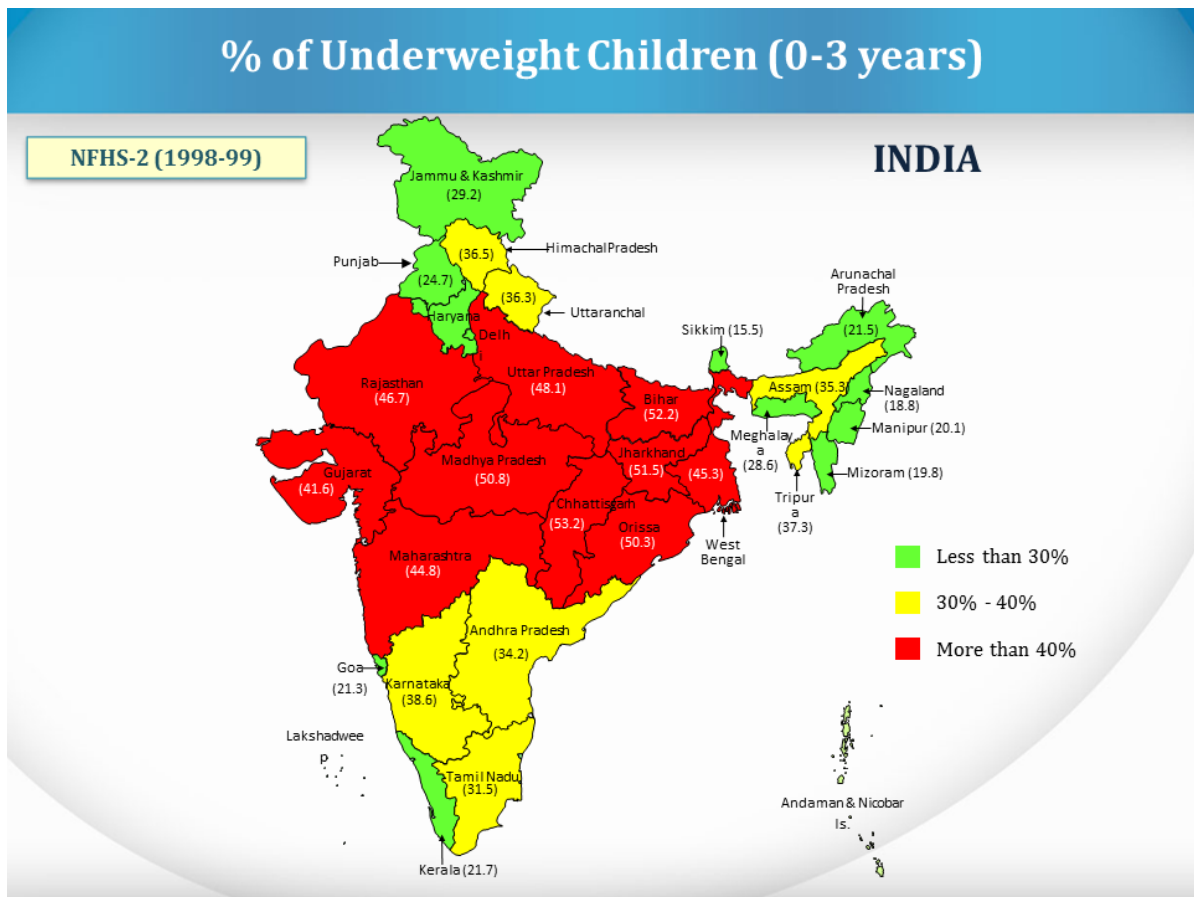 % of Underweight Children (0-3 years)
NFHS-2 (1998-99)
INDIA
Jammu & Kashmir
(29.2)
(36.5)
Himachal Pradesh
Punjab
(24.7)
(36.3)
Uttaranchal
Haryana
Delh
i
Arunachal
Pradesh
(21.5)
Sikkim (15.5)
Rajasthan
(46.7)
Uttar Pradesh
(48.1)
Bihar
(52.2)
Assam (35.3)
Nagaland
(18.8)
Manipur (20.1)
Meghalay
a
(28.6)
Mizoram (19.8)
Tripur
a
(37.3)
Gujarat
(41.6)
Madhya Pradesh
(50.8)
Jharkhand
(51.5)
(45.3)
Chhattisgarh
(53.2)
Orissa
(50.3)
West
Bengal
Maharashtra
(44.8)
Less than 30%
30% - 40%
More than 40%
Andhra Pradesh
(34.2)
Goa
(21.3)
Karnataka
(38.6)
Lakshadwee
p
Tamil Nadu
(31.5)
Andaman & Nicobar
Is.
Kerala (21.7)